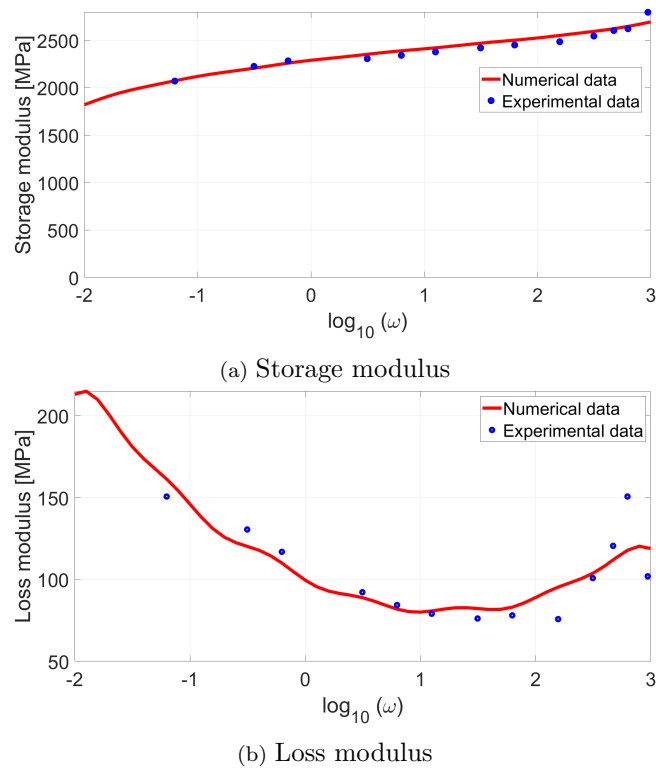 2500
2000
1500
1000
500
0
Storage modulus [MPa]
Numerical data
Experimental data
-2 -1 0 1 2 3
log10 (ω)
(a) Storage modulus
200
150
100
50
Loss modulus [MPa]
Numerical data
Experimental data
-2 -1 0 1 2 3
log10 (ω)
(b) Loss modulus